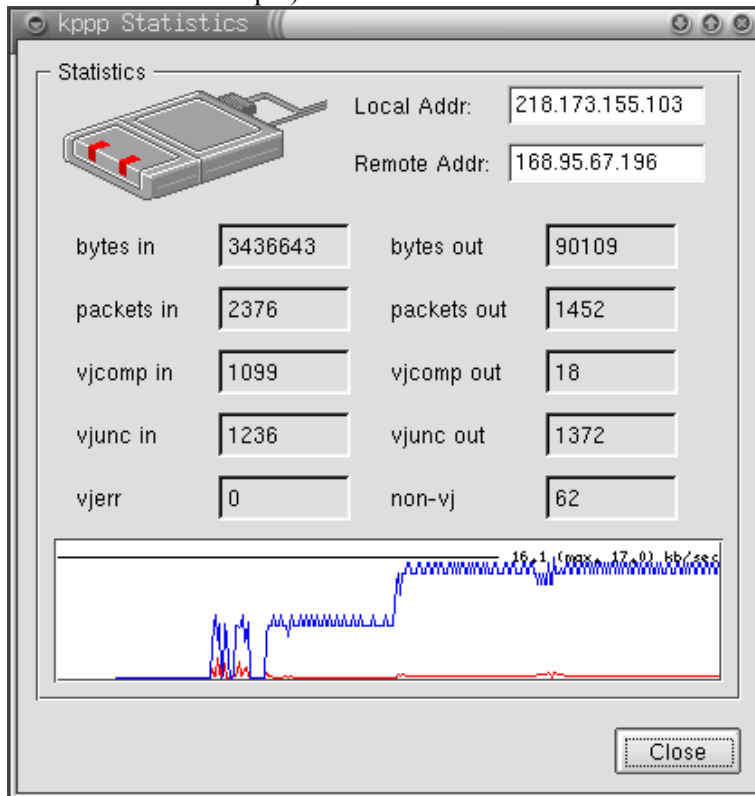 kppp Statistics
Statistics
Local Addr: 218.173.155.103
Remote Addr: 168.95.67.196
bytes in 3436643 bytes out 90109
packets in 2376 packets out 1452
vjcomp in 1099 vjcomp out 18
vjunc in 1236 vjunc out 1372
vjerr 0 non-vj 62
16.1 (max. 17.0) kb/sec
Close